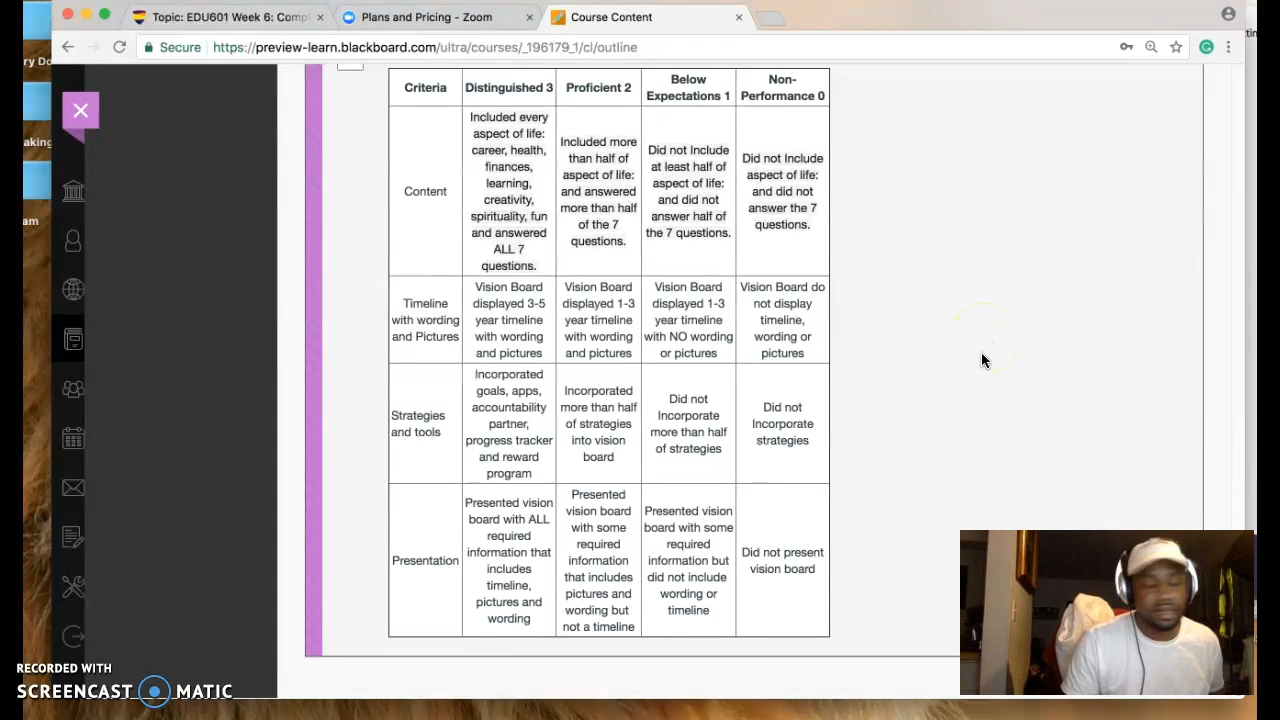 Topic: EDU601 Week 6: Comp
Plans and Pricing - Zoom
Course Content
Secure
https://preview-learn.blackboard.com/ultra/courses/_196179_1/cl/outline
ry Do
aking
am
Criteria
Distinguished 3
Proficient 2
Below
Expectations 1
Non-
Performance 0
Content
Included every
aspect of life:
career, health,
finances,
learning,
creativity,
spirituality, fun
and answered
ALL 7
questions.
Included more
than half of
aspect of life:
and answered
more than half
of the 7
questions.
Did not Include
at least half of
aspect of life:
and did not
answer half of
the 7 questions.
Did not Include
aspect of life:
and did not
answer the 7
questions.
Timeline
with wording
and Pictures
Vision Board
displayed 3-5
year timeline
with wording
and pictures
Vision Board
displayed 1-3
year timeline
with wording
and pictures
Vision Board
displayed 1-3
year timeline
with NO wording
or pictures
Vision Board do
not display
timeline,
wording or
pictures
Strategies
and tools
Incorporated
goals, apps,
accountability
partner,
progress tracker
and reward
program
Incorporated
more than half
of strategies
into vision
board
Did not
Incorporate
more than half
of strategies
Did not
Incorporate
strategies
Presentation
Presented vision
board with ALL
required
information that
includes
timeline,
pictures and
wording
Presented
vision board
with some
required
information
that includes
pictures and
wording but
not a timeline
Presented vision
board with some
required
information but
did not include
wording or
timeline
Did not present
vision board
RECORDED WITH
SCREENCAST MATIC